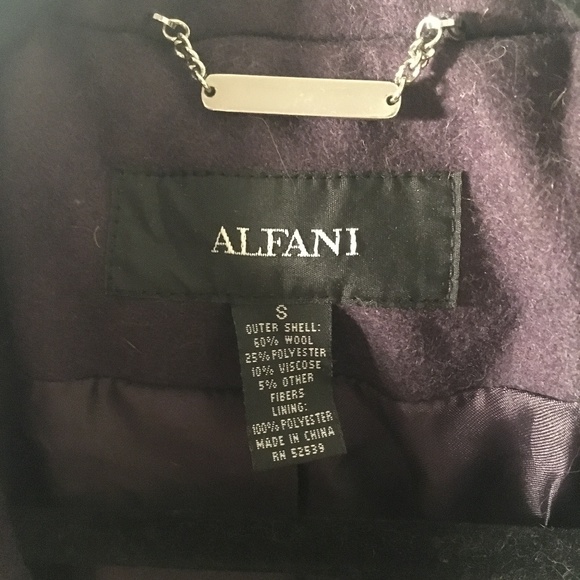 ALFANI
S
OUTER SHELL:
60% WOOL
25% POLYESTER
10% VISCOSE
5% OTHER
FIBERS
LINING:
100% POLYESTER
MADE IN CHINA
RN 52539